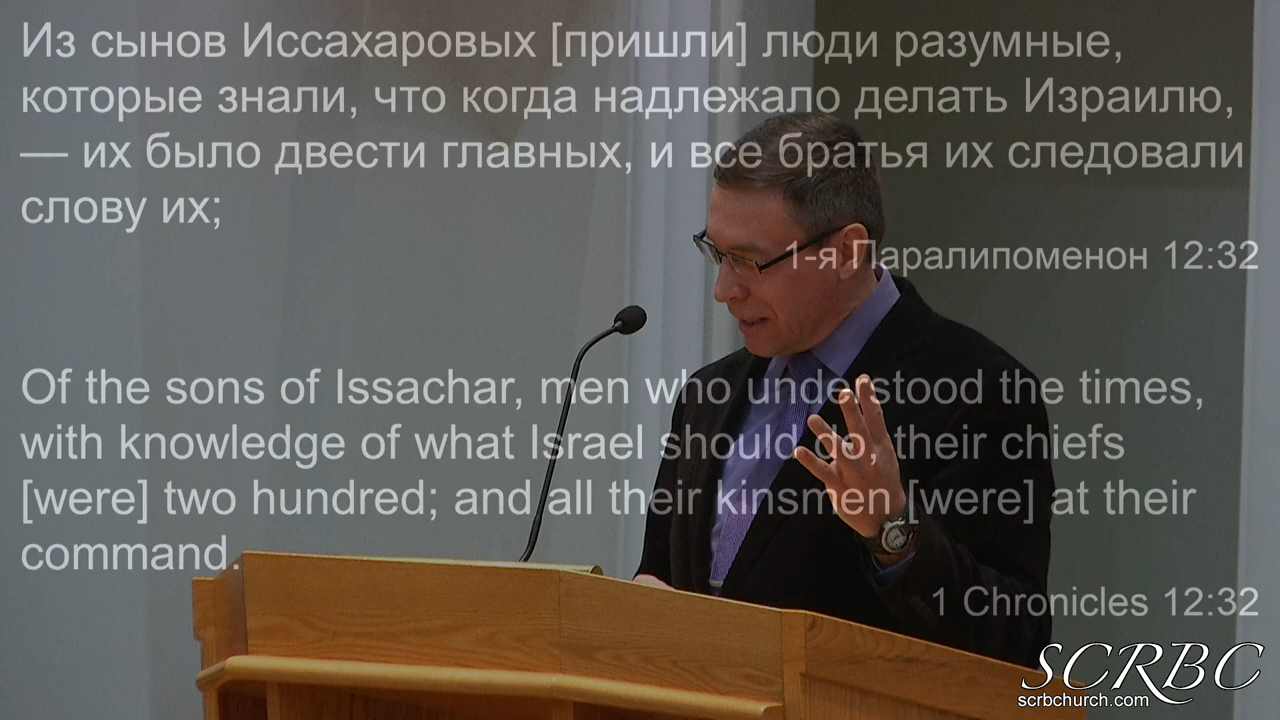 Из сынов Иссахаровых [пришли] люди разумные,
которые знали, что когда надлежало делать Израилю,
— их было двести главных, и все братья их следовали
слову их;
1-я Паралипоменон 12:32
Of the sons of Issachar, men who understood the times,
with knowledge of what Israel should do, their chiefs
[were] two hundred; and all their kinsmen [were] at their
command.
1 Chronicles 12:32
SCRBC
scrbchurch.com